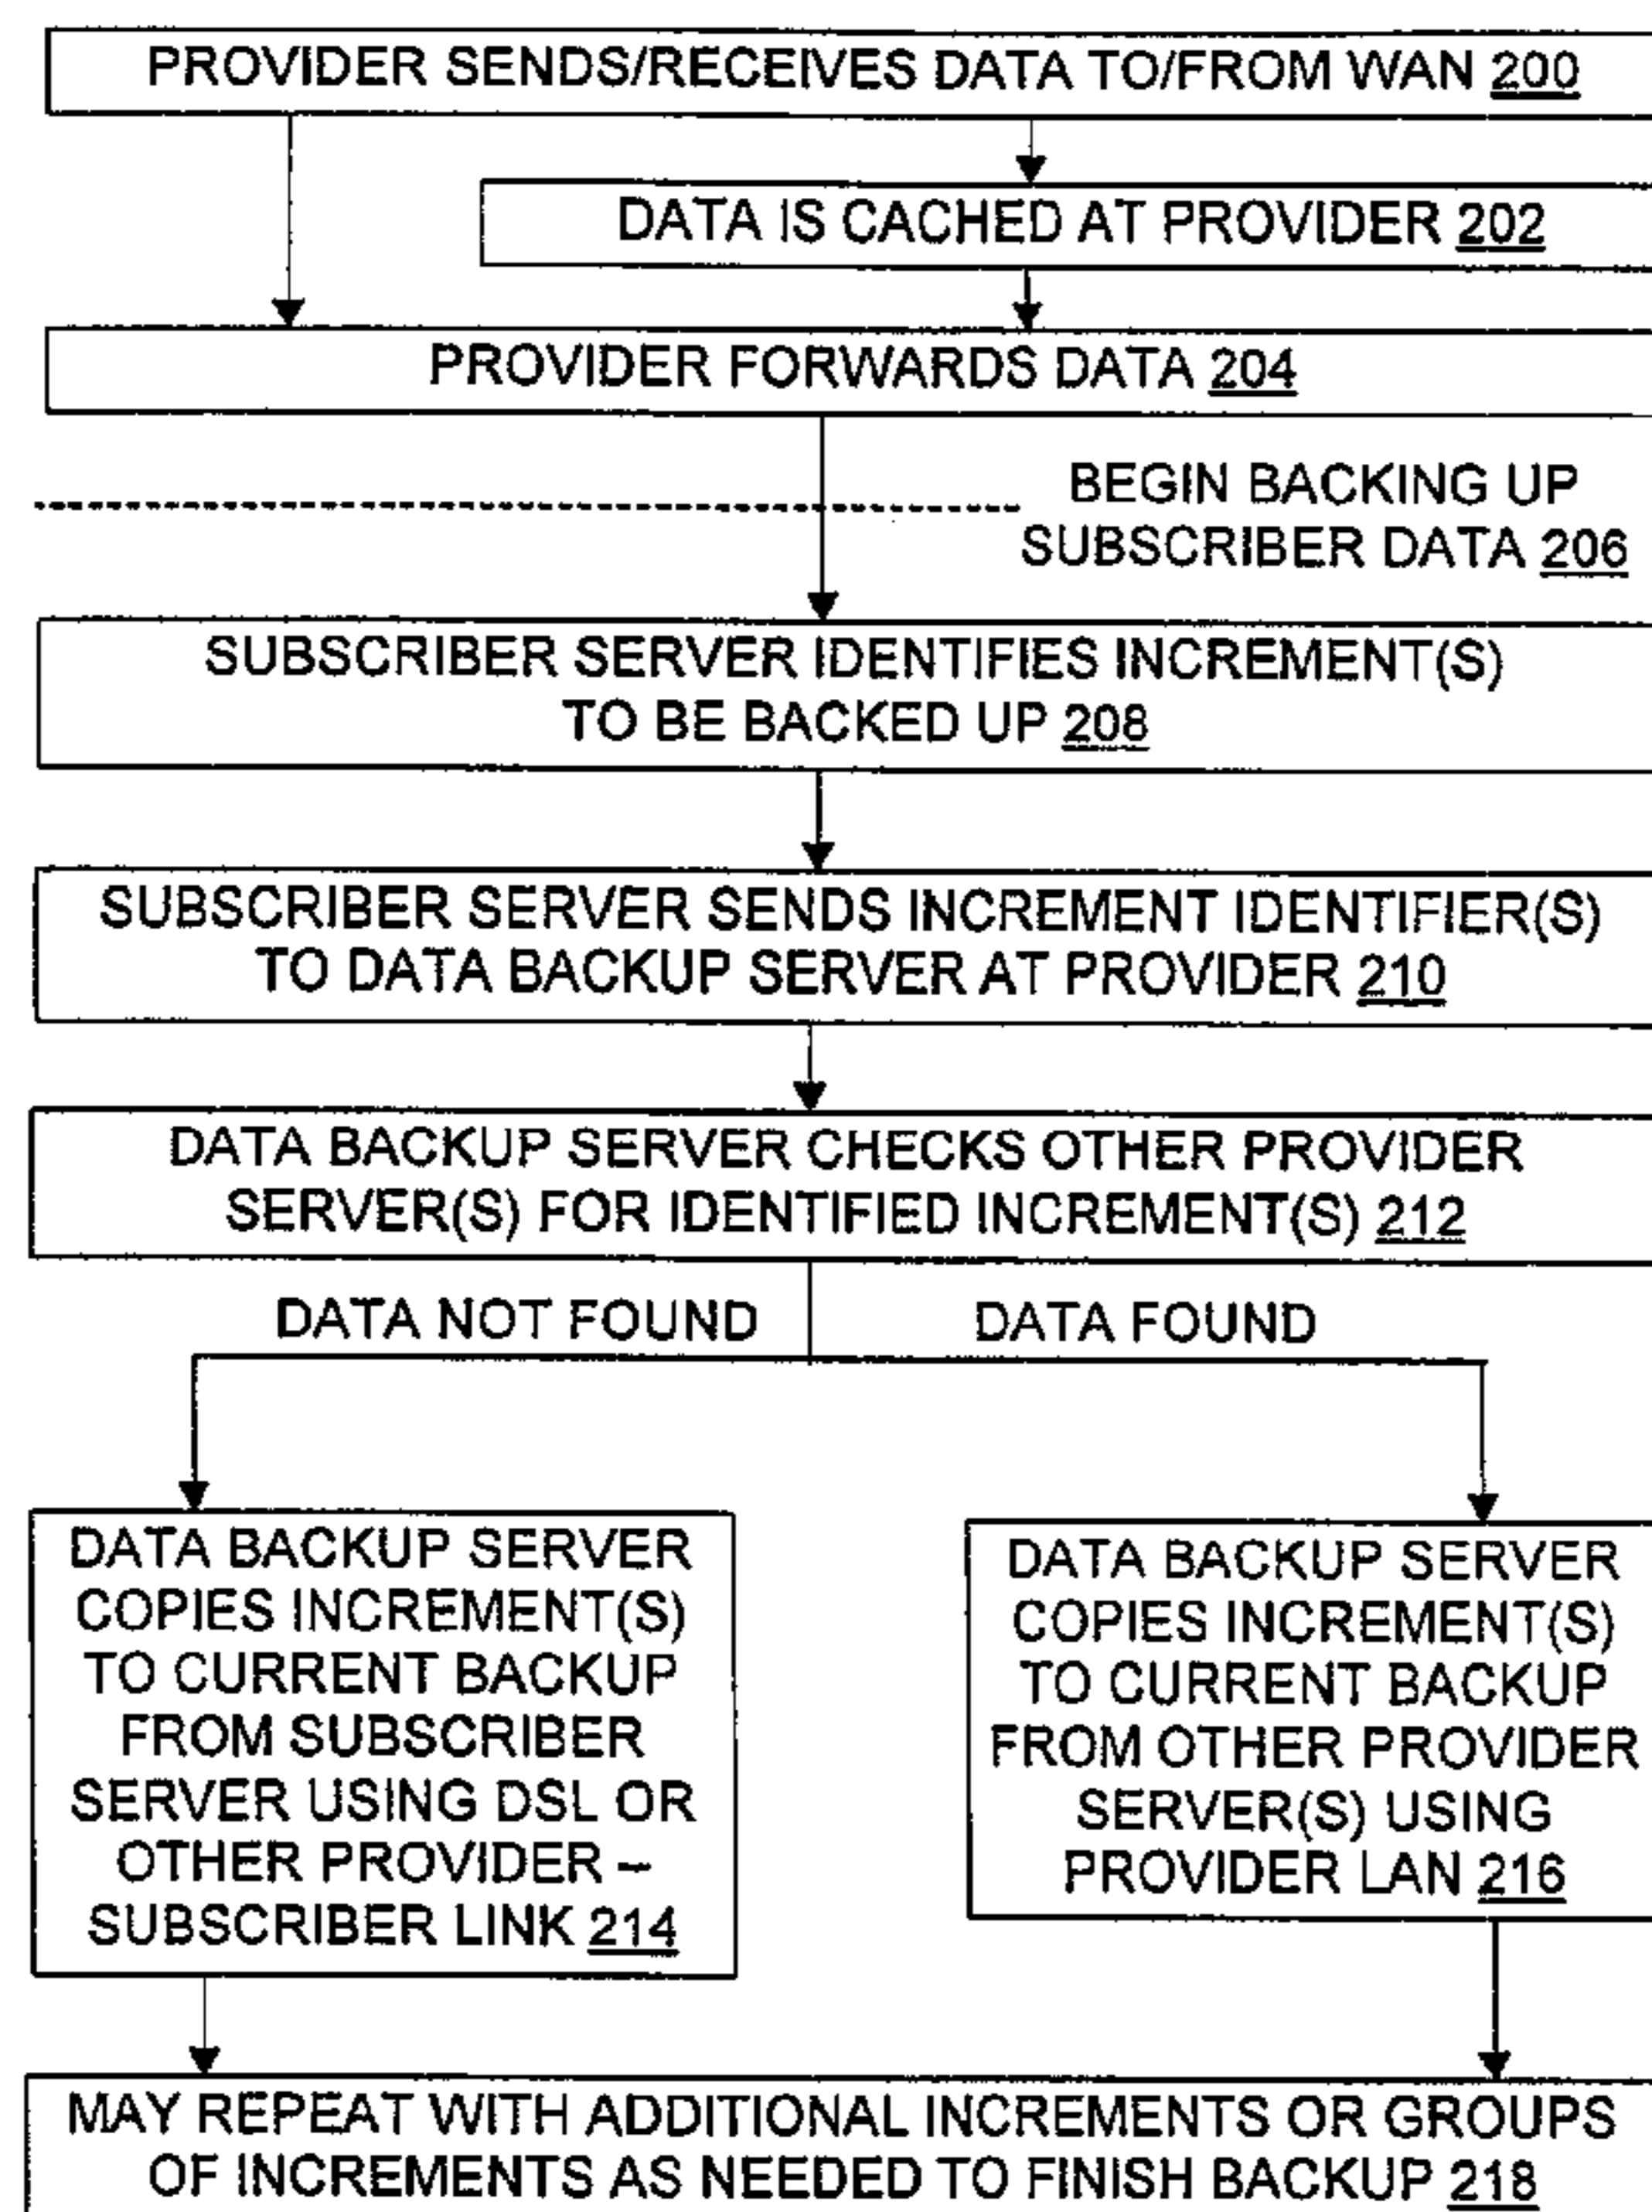 PROVIDER SENDS/RECEIVES DATA TO/FROM WAN 200
DATA IS CACHED AT PROVIDER 202
PROVIDER FORWARDS DATA 204
BEGIN BACKING UP
SUBSCRIBER DATA 206
SUBSCRIBER SERVER IDENTIFIES INCREMENT(S)
TO BE BACKED UP 208
SUBSCRIBER SERVER SENDS INCREMENT IDENTIFIER(S)
TO DATA BACKUP SERVER AT PROVIDER 210
DATA BACKUP SERVER CHECKS OTHER PROVIDER
SERVER(S) FOR IDENTIFIED INCREMENT(S) 212
DATA NOT FOUND
DATA FOUND
DATA BACKUP SERVER
COPIES INCREMENT(S)
TO CURRENT BACKUP
FROM SUBSCRIBER
SERVER USING DSL OR
OTHER PROVIDER –
SUBSCRIBER LINK 214
DATA BACKUP SERVER
COPIES INCREMENT(S)
TO CURRENT BACKUP
FROM OTHER PROVIDER
SERVER(S) USING
PROVIDER LAN 216
MAY REPEAT WITH ADDITIONAL INCREMENTS OR GROUPS
OF INCREMENTS AS NEEDED TO FINISH BACKUP 218